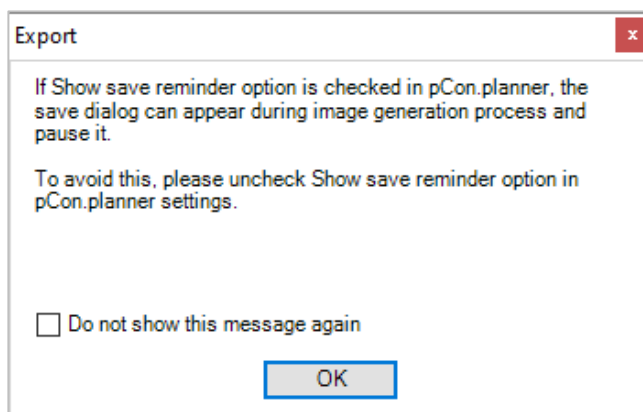 Export
x
If Show save reminder option is checked in pCon.planner, the
save dialog can appear during image generation process and
pause it.
To avoid this, please uncheck Show save reminder option in
pCon.planner settings.
Do not show this message again
OK